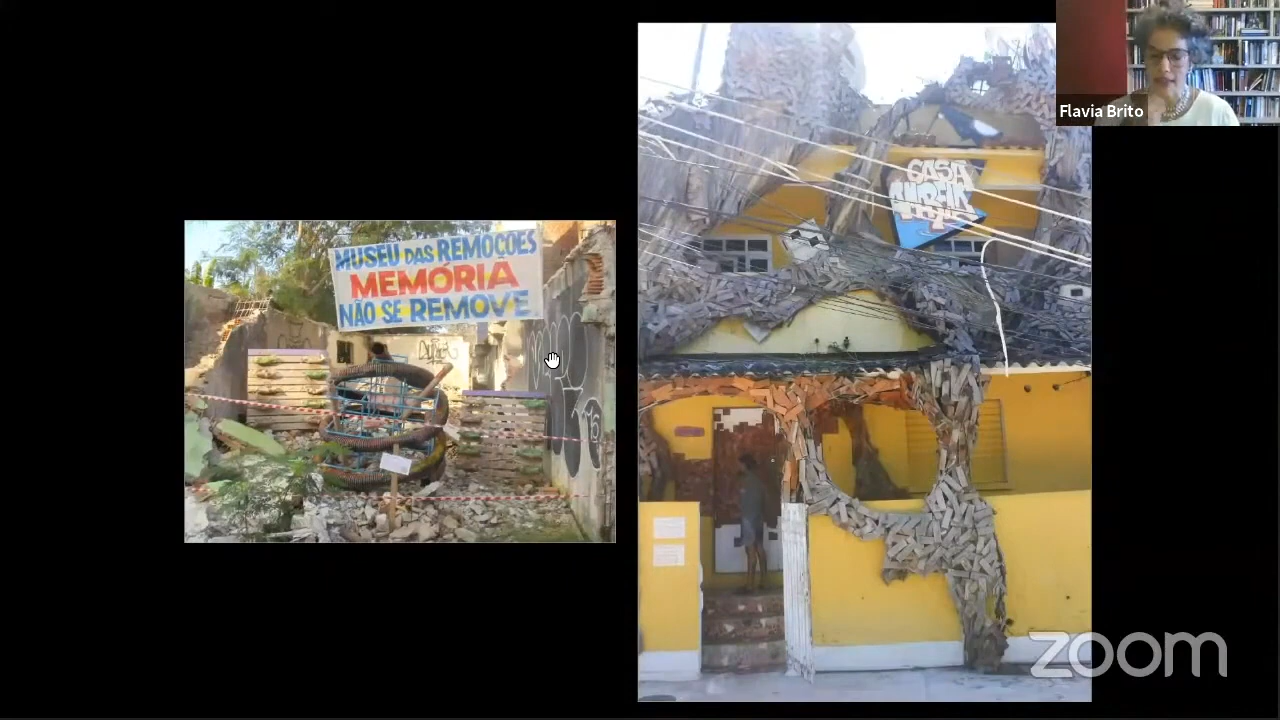 Flavia Brito
MUSEU DAS REMOÇÕES
MEMÓRIA
NÃO SE REMOVE
CASA
zoom